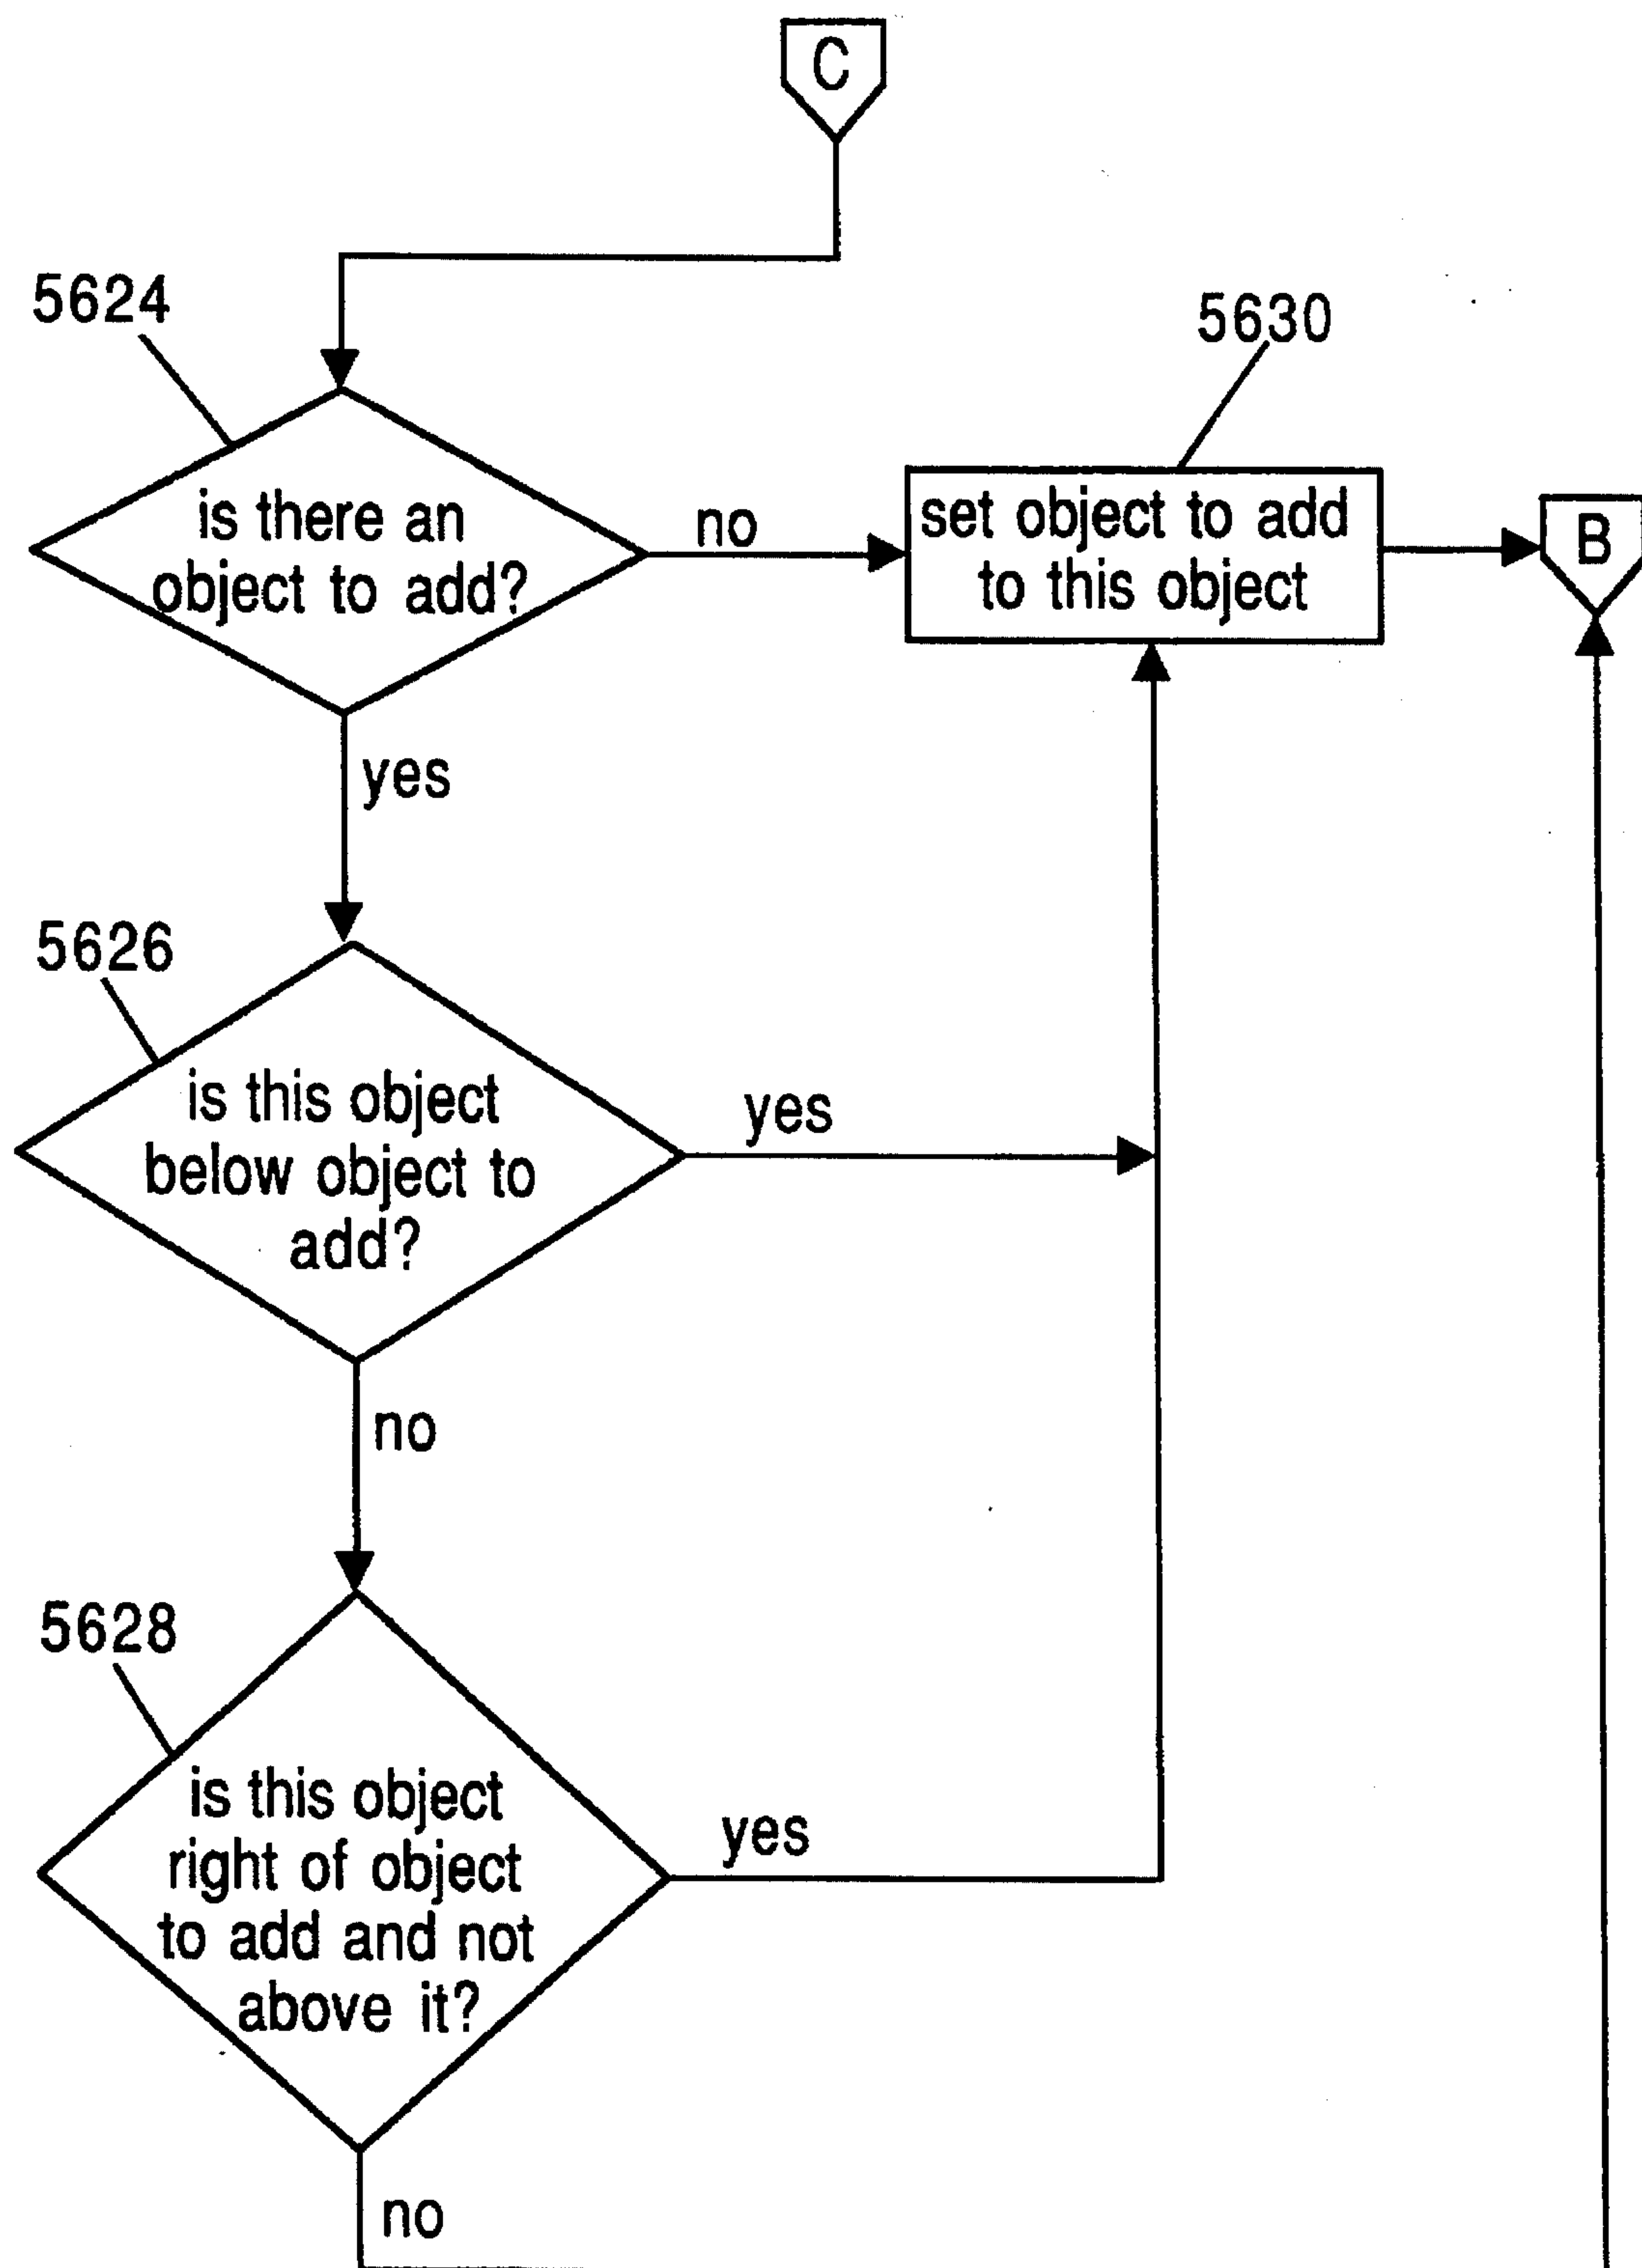 C
5624
is there an
object to add?
no
5630
set object to add
to this object
B
yes
5626
is this object
below object to
add?
yes
no
5628
is this object
right of object
to add and not
above it?
yes
no